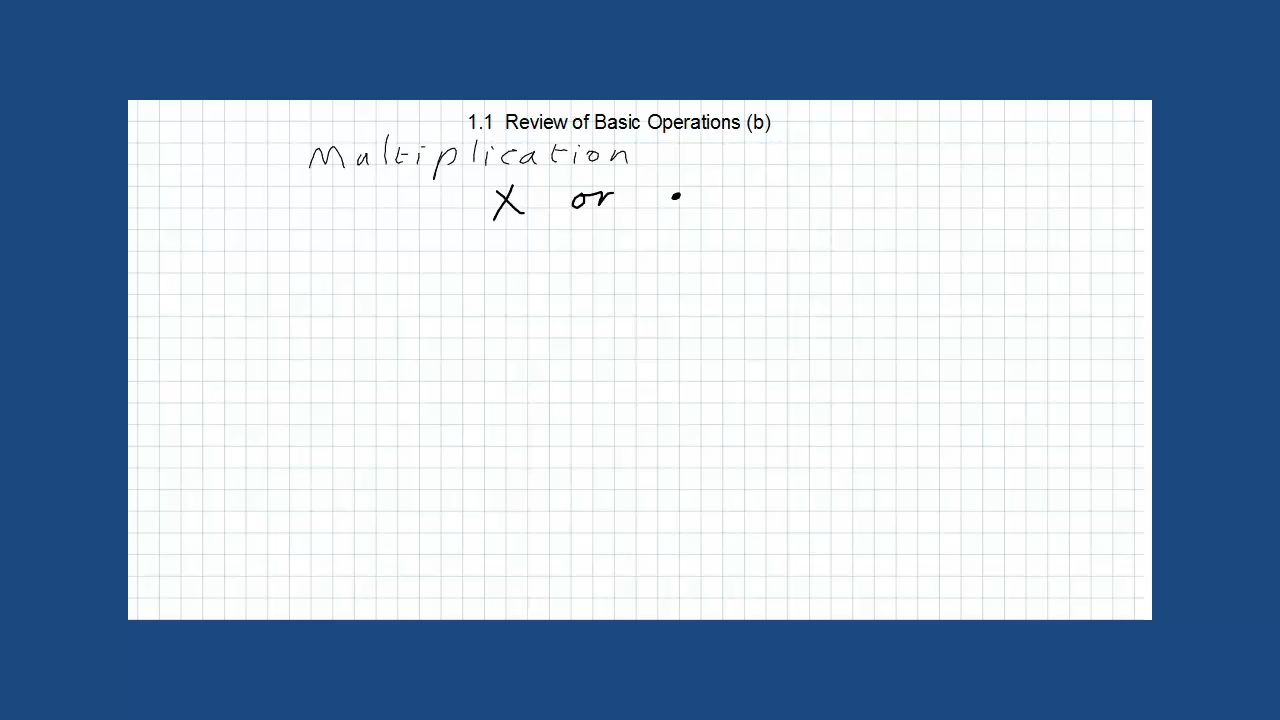 1.1 Review of Basic Operations (b)
Multiplication
X or •